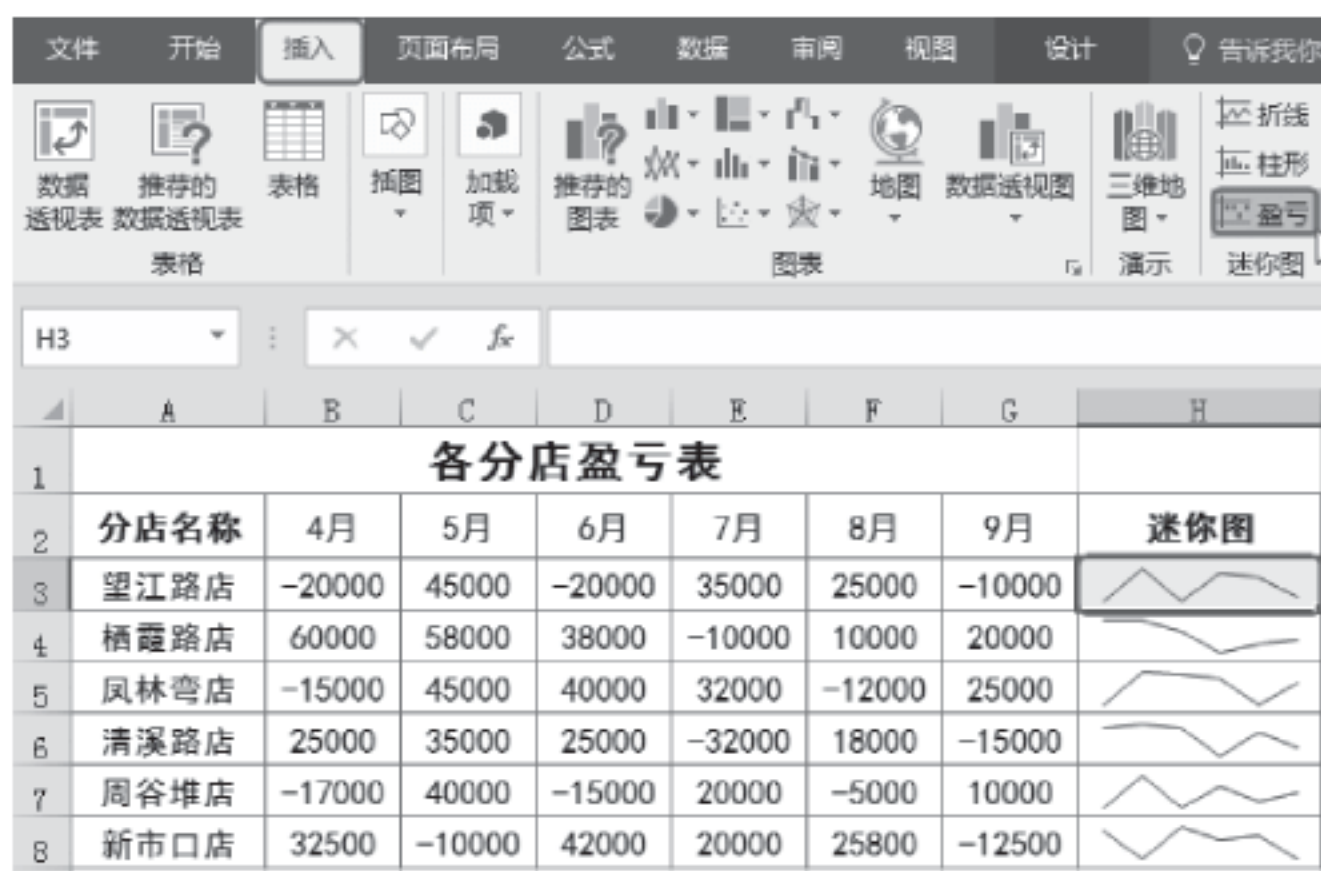 文件 开始 插入 页面布局 公式 数据 审阅 视图 设计 告诉我你
折线
柱形
盈亏
数据 透视表
推荐的 数据透视表
表格
插图
加载 项
推荐的 图表
地图
数据透视图
三维地 图
表格 图表 演示 迷你图
H3 fx
A B C D E F G H
1 各分店盈亏表
2 分店名称 4月 5月 6月 7月 8月 9月 迷你图
3 望江路店 -20000 45000 -20000 35000 25000 -10000
4 栖霞路店 60000 58000 38000 -10000 10000 20000
5 凤林弯店 -15000 45000 40000 32000 -12000 25000
6 清溪路店 25000 35000 25000 -32000 18000 -15000
7 周谷堆店 -17000 40000 -15000 20000 -5000 10000
8 新市口店 32500 -10000 42000 20000 25800 -12500